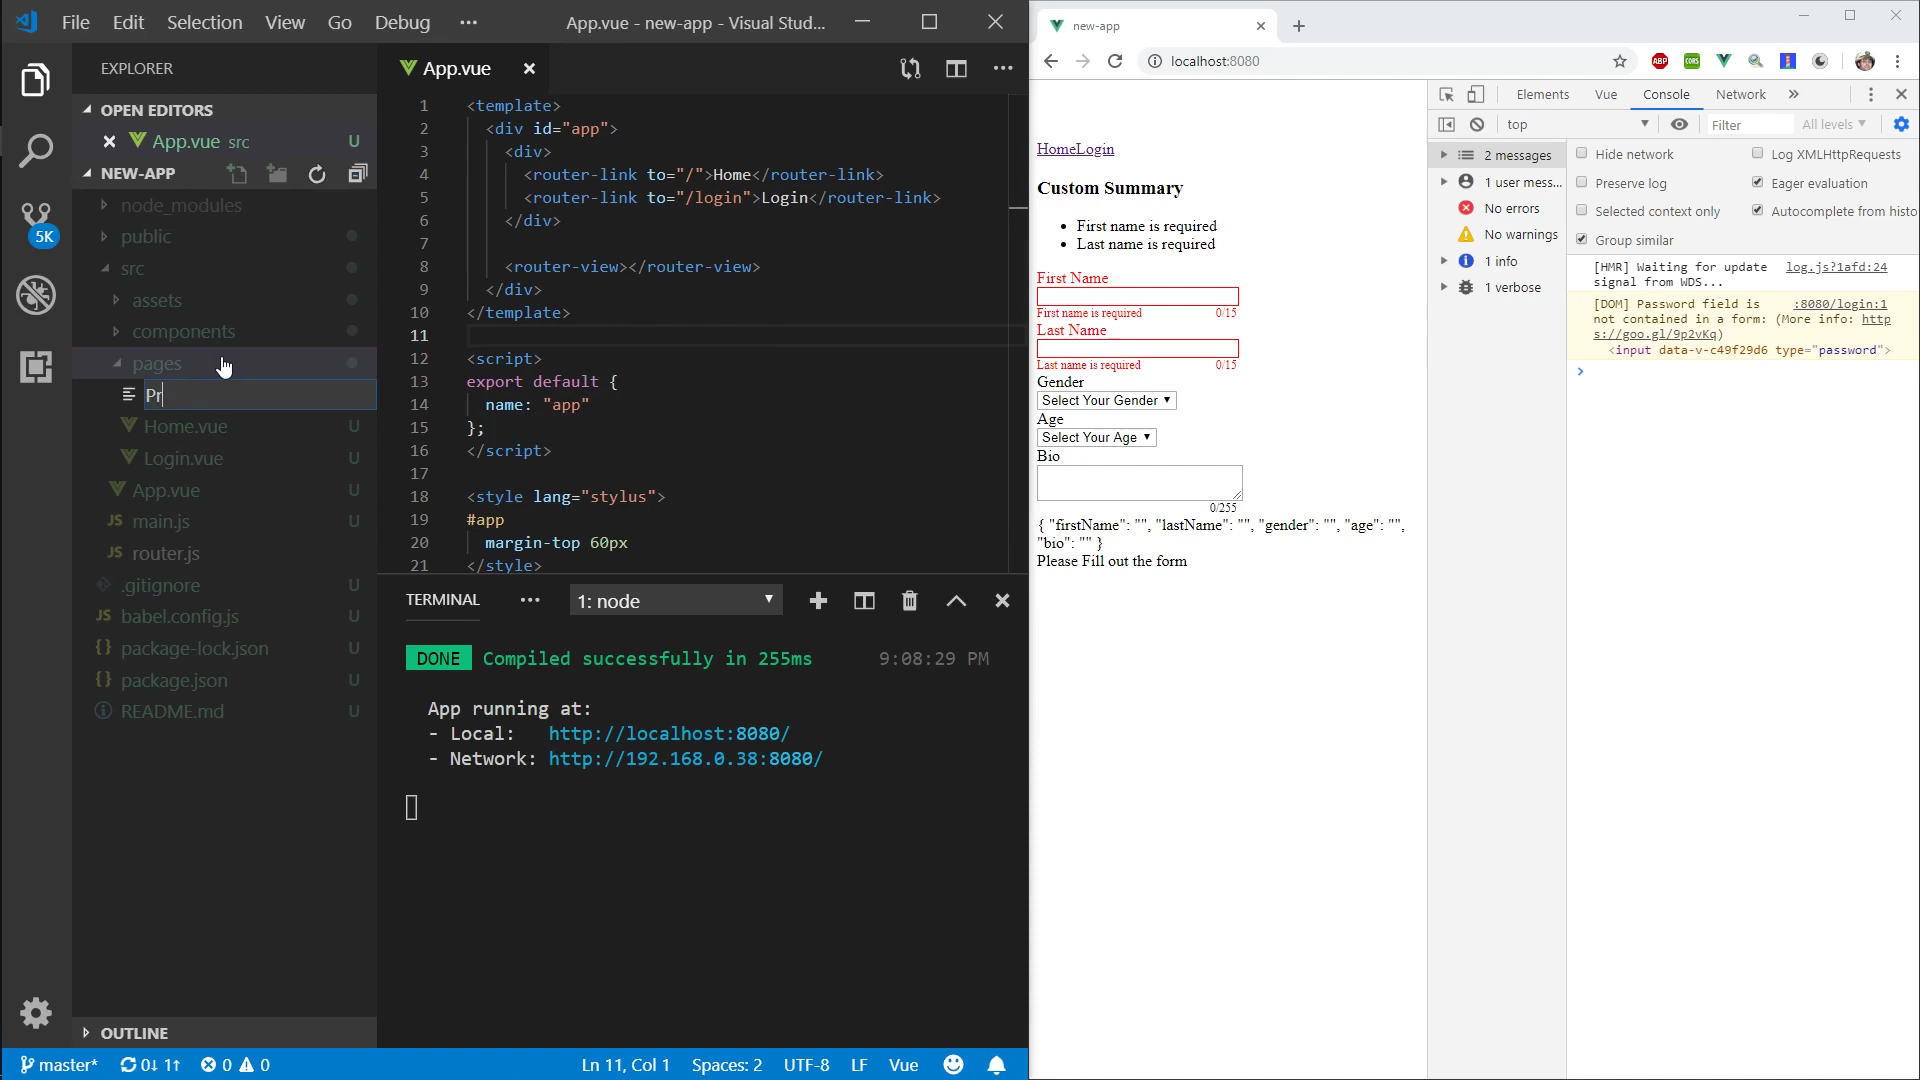 File Edit Selection View Go Debug ··· App.vue - new-app - Visual Stud...
EXPLORER
OPEN EDITORS
App.vue src U
NEW-APP
node_modules
public
src
assets
components
pages
Pr
Home.vue U
Login.vue U
App.vue U
main.js U
router.js
.gitignore U
babel.config.js U
package-lock.json U
package.json U
README.md U
OUTLINE
5K
App.vue
1 <template>
2 <div id="app">
3 <div>
4 <router-link to="/">Home</router-link>
5 <router-link to="/login">Login</router-link>
6 </div>
7
8 <router-view></router-view>
9 </div>
10 </template>
11
12 <script>
13 export default {
14 name: "app"
15 };
16 </script>
17
18 <style lang="stylus">
19 #app
20 margin-top 60px
21 </style>
TERMINAL ··· 1: node
DONE Compiled successfully in 255ms 9:08:29 PM
App running at:
- Local: http://localhost:8080/
- Network: http://192.168.0.38:8080/
master* 0↓ 1↑ 0 0 Ln 11, Col 1 Spaces: 2 UTF-8 LF Vue
new-app
localhost:8080
ABP CORS
HomeLogin
Custom Summary
• First name is required
• Last name is required
First Name
First name is required 0/15
Last Name
Last name is required 0/15
Gender
Select Your Gender
Age
Select Your Age
Bio
0/255
{ "firstName": "", "lastName": "", "gender": "", "age": "",
"bio": "" }
Please Fill out the form
Elements Vue Console Network »
top Filter All levels
2 messages
1 user mess...
No errors
No warnings
1 info
1 verbose
Hide network Log XMLHttpRequests
Preserve log Eager evaluation
Selected context only Autocomplete from histo
Group similar
[HMR] Waiting for update log.js?1afd:24
signal from WDS...
[DOM] Password field is :8080/login:1
not contained in a form: (More info: http
s://goo.gl/9p2vKq)
<input data-v-c49f29d6 type="password">